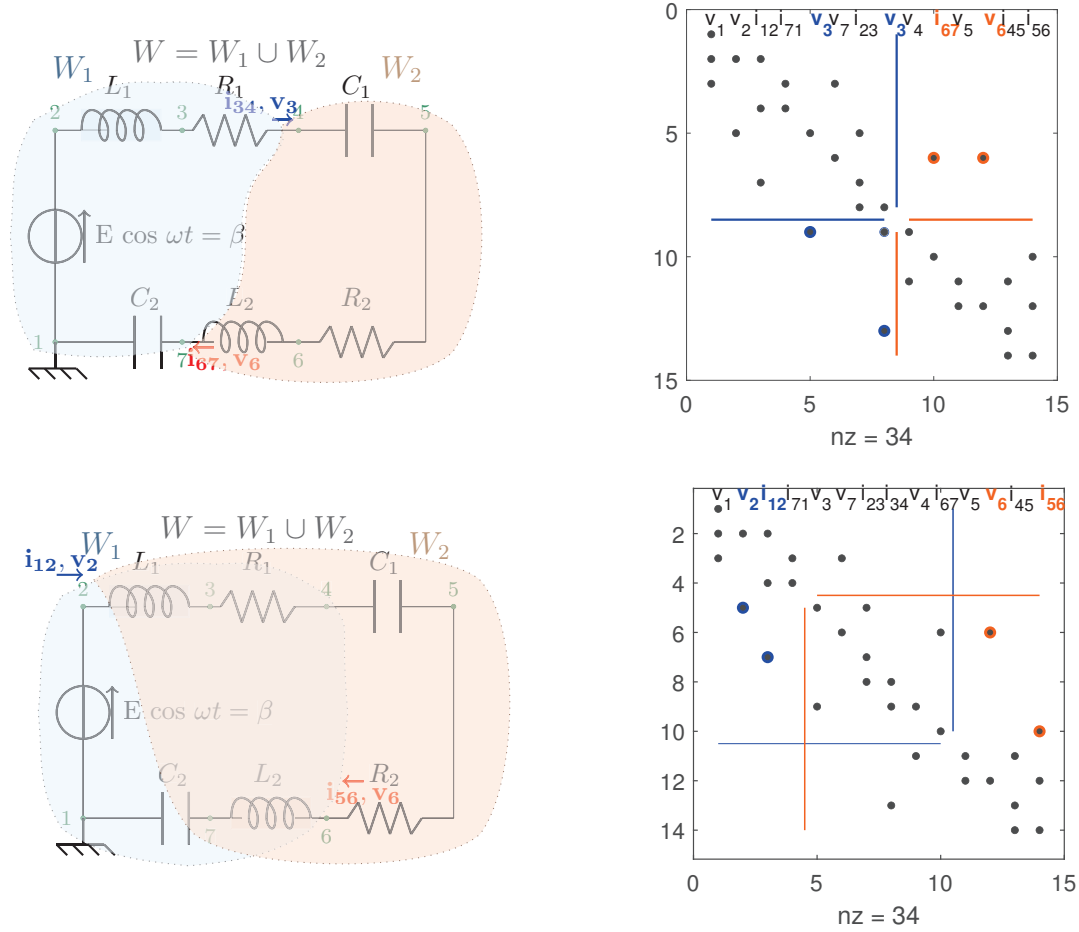 W = W₁ ∪ W₂
W₁
W₂
L₁
R₁
C₁
i₃₄, v₃
2
3
4
5
E cos ωt = β
C₂
L₂
R₂
1
7
6
i₆₇, v₆
v₁ v₂ i₁₂ i₇₁ v₃ v₇ i₂₃ v₃ v₄ i₆₇ v₅ v₆ i₄₅ i₅₆
0
5
10
15
0 5 10 15
nz = 34
W = W₁ ∪ W₂
W₁
W₂
i₁₂, v₂
L₁
R₁
C₁
2
3
4
5
E cos ωt = β
C₂
L₂
R₂
i₅₆, v₆
1
7
6
v₁ v₂ i₁₂ i₇₁ v₃ v₇ i₂₃ i₃₄ v₄ i₆₇ v₅ v₆ i₄₅ i₅₆
2
4
6
8
10
12
14
0 5 10 15
nz = 34